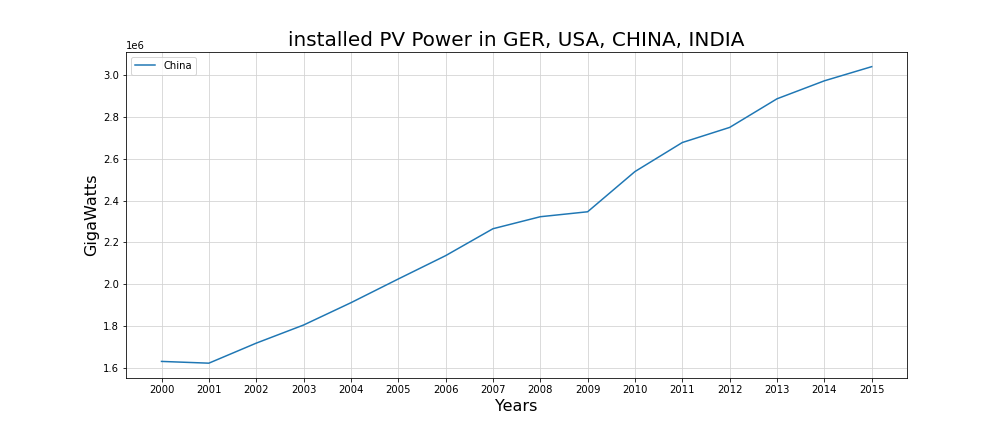 installed PV Power in GER, USA, CHINA, INDIA
1e6
China
3.0
2.8
2.6
2.4
2.2
2.0
1.8
1.6
GigaWatts
2000 2001 2002 2003 2004 2005 2006 2007 2008 2009 2010 2011 2012 2013 2014 2015
Years